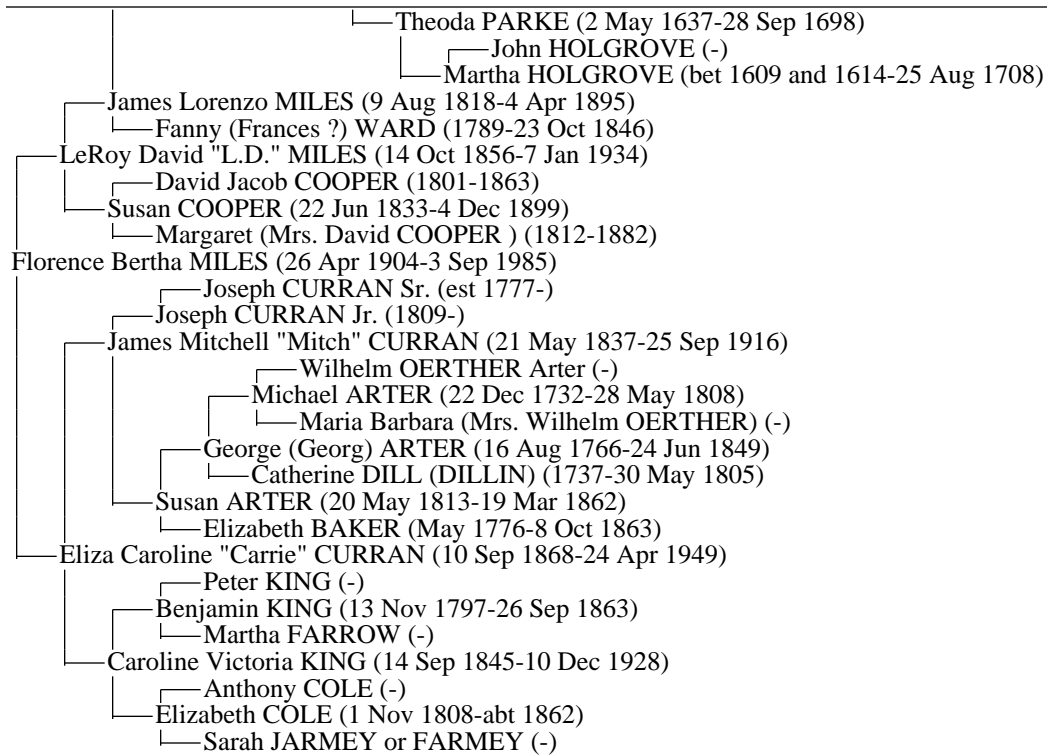 Theoda PARKE (2 May 1637-28 Sep 1698)
John HOLGROVE (-)
Martha HOLGROVE (bet 1609 and 1614-25 Aug 1708)
James Lorenzo MILES (9 Aug 1818-4 Apr 1895)
Fanny (Frances ?) WARD (1789-23 Oct 1846)
LeRoy David "L.D." MILES (14 Oct 1856-7 Jan 1934)
David Jacob COOPER (1801-1863)
Susan COOPER (22 Jun 1833-4 Dec 1899)
Margaret (Mrs. David COOPER ) (1812-1882)
Florence Bertha MILES (26 Apr 1904-3 Sep 1985)
Joseph CURRAN Sr. (est 1777-)
Joseph CURRAN Jr. (1809-)
James Mitchell "Mitch" CURRAN (21 May 1837-25 Sep 1916)
Wilhelm OERTHER Arter (-)
Michael ARTER (22 Dec 1732-28 May 1808)
Maria Barbara (Mrs. Wilhelm OERTHER) (-)
George (Georg) ARTER (16 Aug 1766-24 Jun 1849)
Catherine DILL (DILLIN) (1737-30 May 1805)
Susan ARTER (20 May 1813-19 Mar 1862)
Elizabeth BAKER (May 1776-8 Oct 1863)
Eliza Caroline "Carrie" CURRAN (10 Sep 1868-24 Apr 1949)
Peter KING (-)
Benjamin KING (13 Nov 1797-26 Sep 1863)
Martha FARROW (-)
Caroline Victoria KING (14 Sep 1845-10 Dec 1928)
Anthony COLE (-)
Elizabeth COLE (1 Nov 1808-abt 1862)
Sarah JARMEY or FARMEY (-)